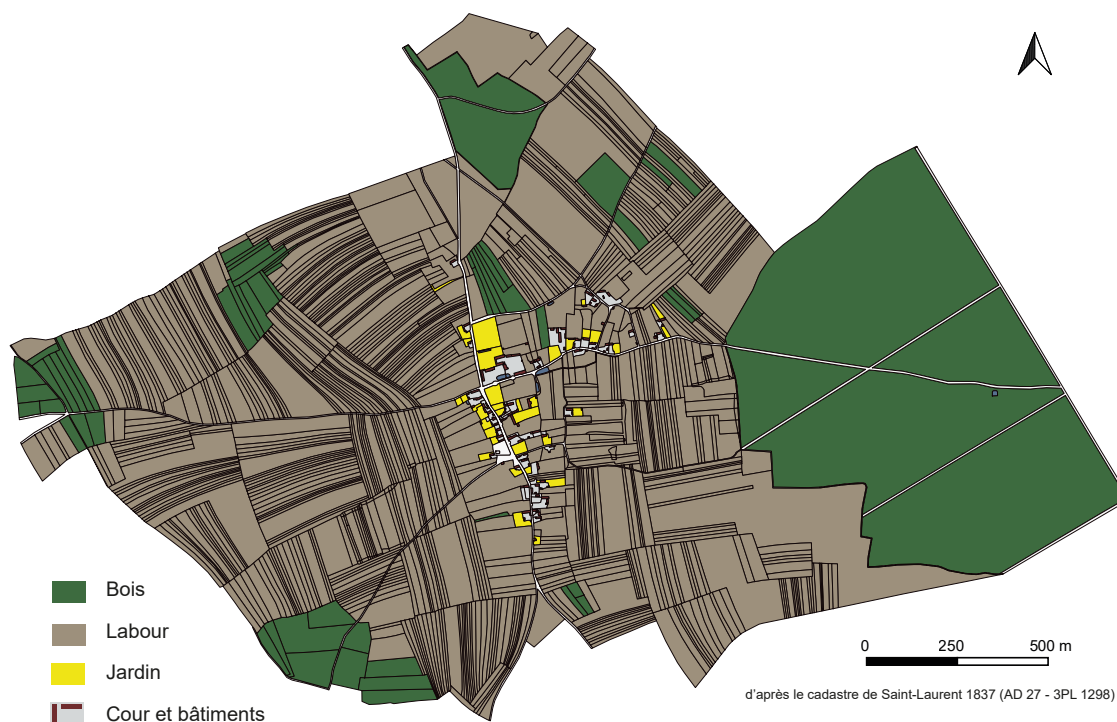 Bois
Labour
Jardin
Cour et bâtiments
0 250 500 m
d'après le cadastre de Saint-Laurent 1837 (AD 27 - 3PL 1298)